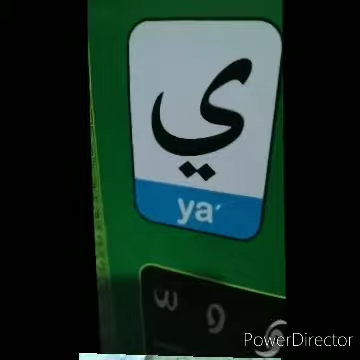 ي
ya´
و
PowerDirector